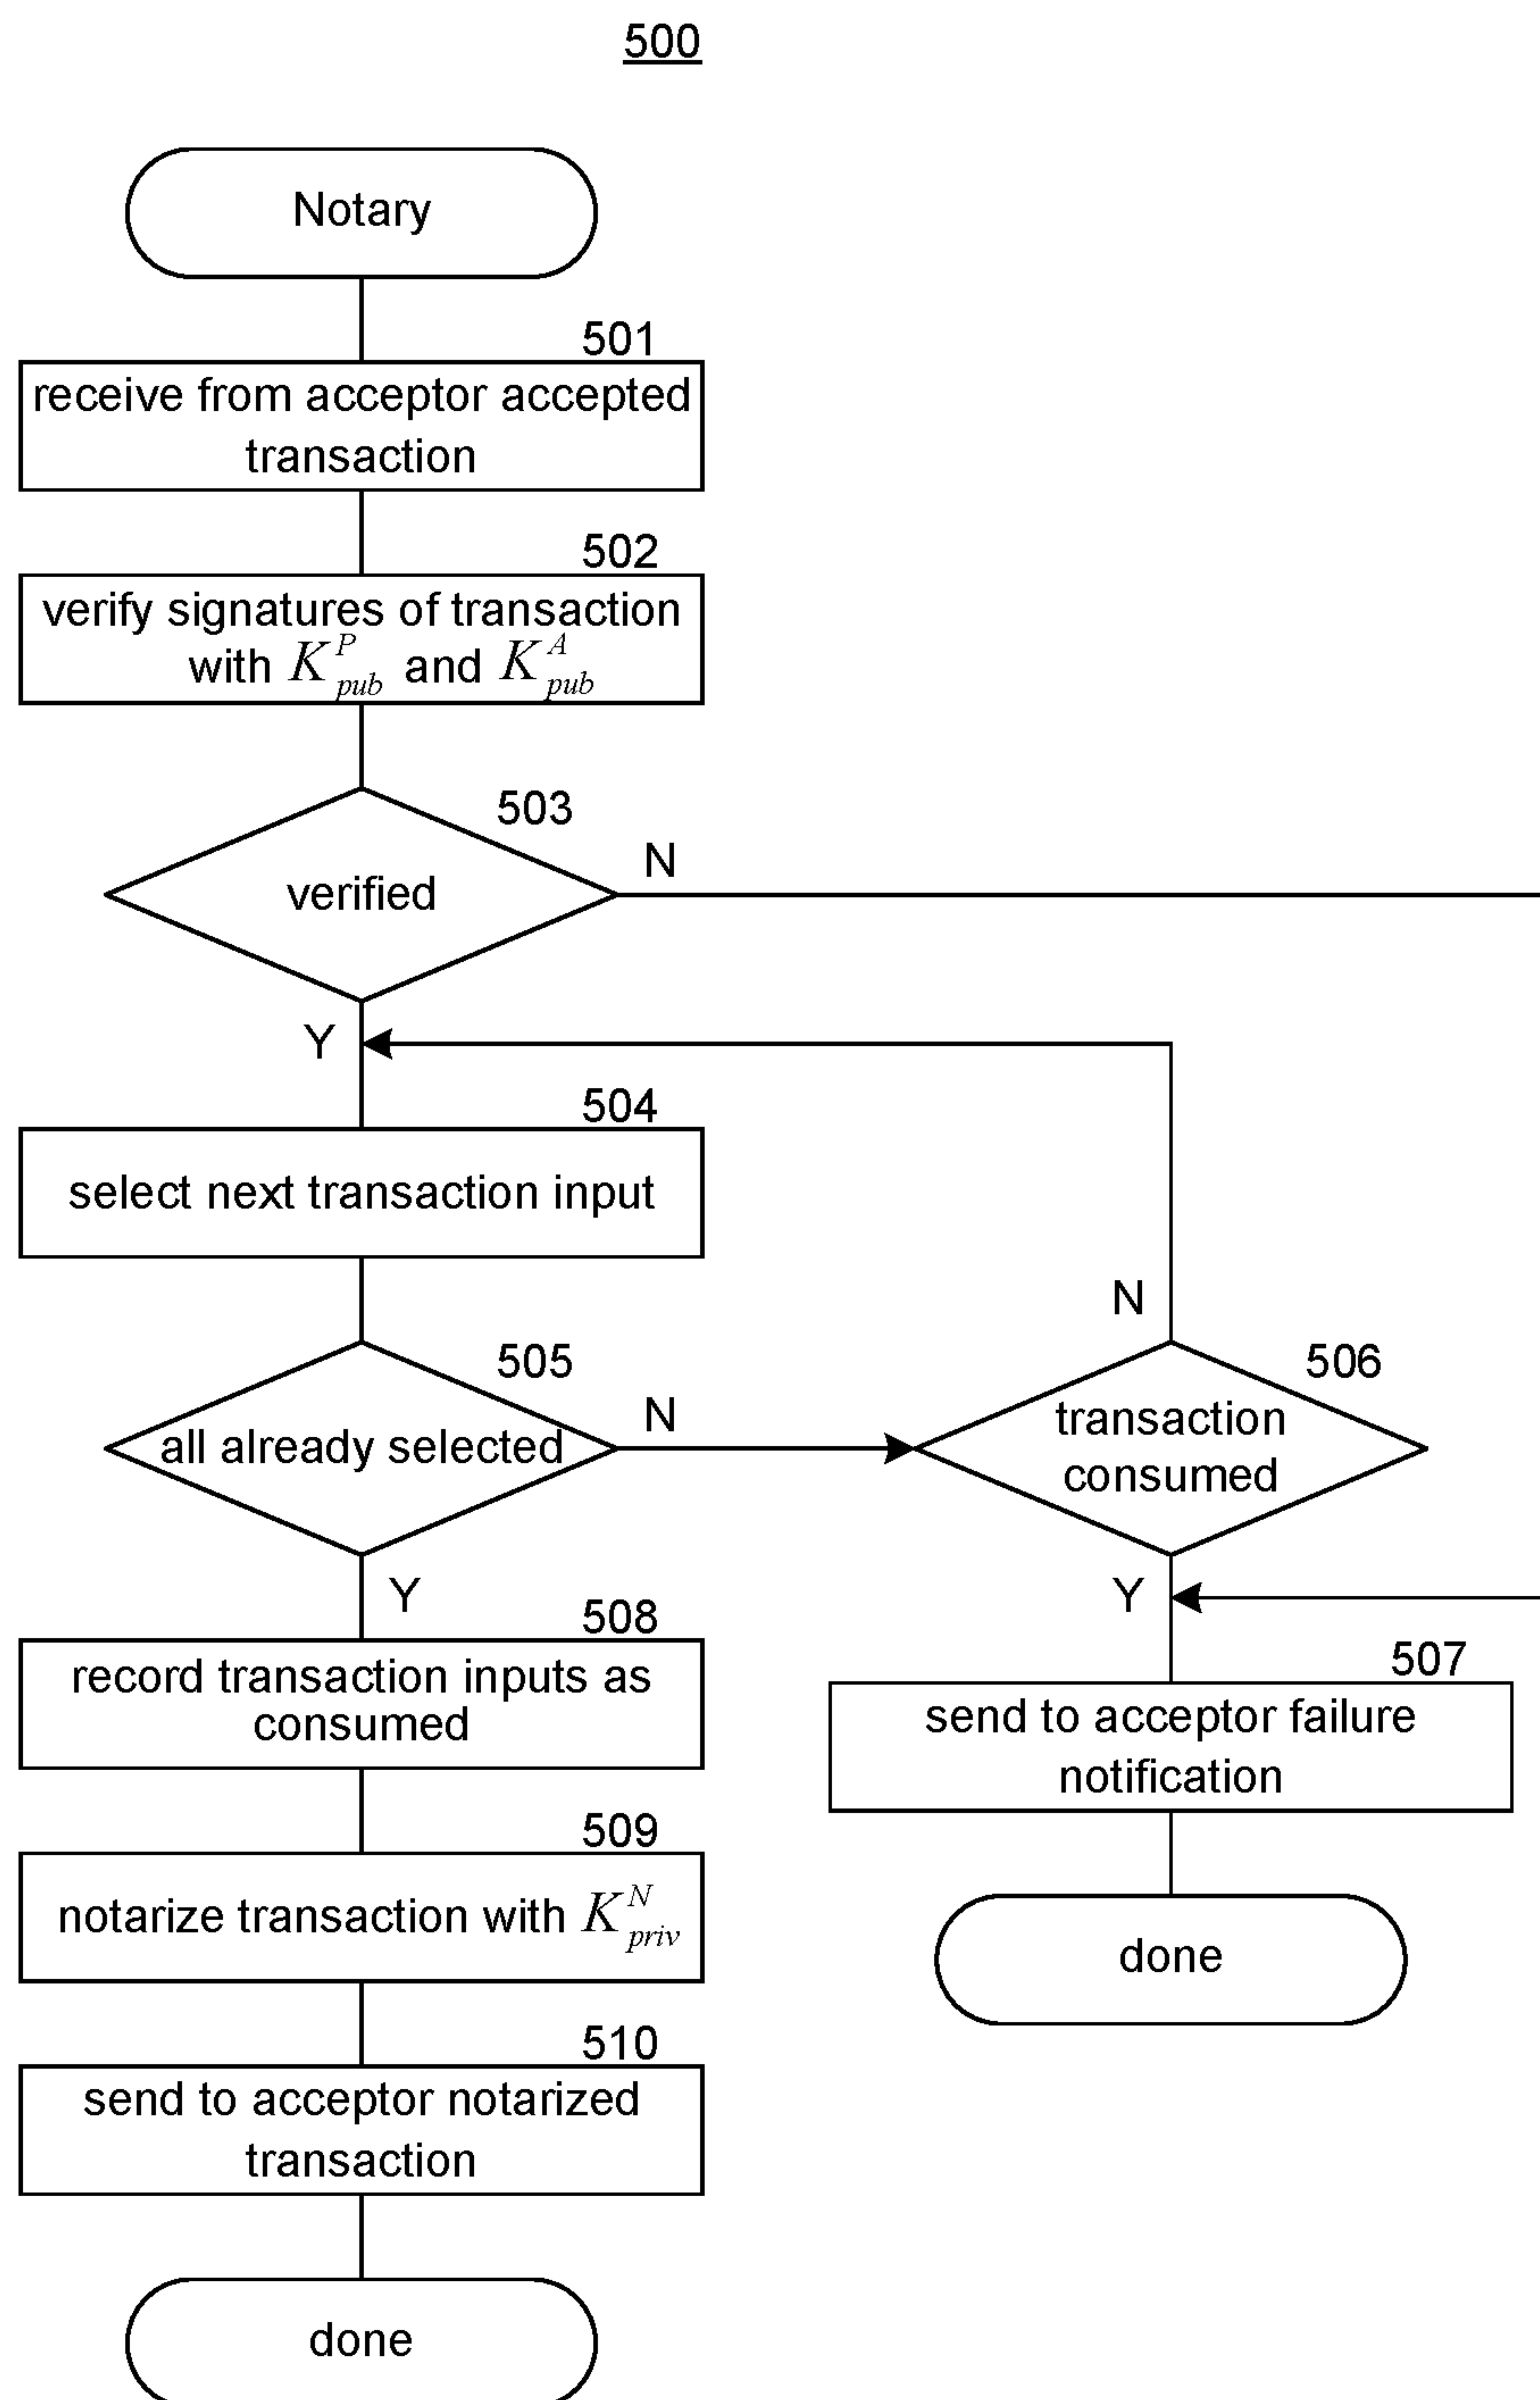 500
Notary
501
receive from acceptor accepted
transaction
502
verify signatures of transaction
with K^P_pub and K^A_pub
503
verified
N
Y
504
select next transaction input
505
all already selected
N
N
506
transaction
consumed
Y
Y
507
send to acceptor failure
notification
done
508
record transaction inputs as
consumed
509
notarize transaction with K^N_priv
510
send to acceptor notarized
transaction
done